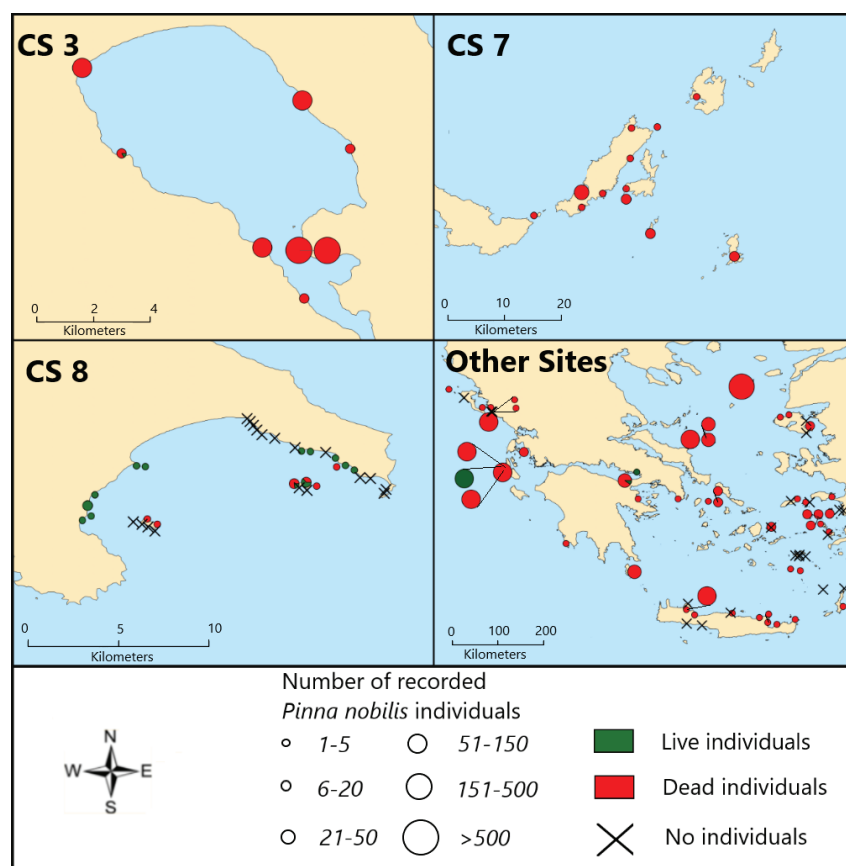 CS 3
0 2 4
Kilometers
CS 7
0 10 20
Kilometers
CS 8
0 5 10
Kilometers
Other Sites
0 100 200
Kilometers
N
W E
S
Number of recorded
Pinna nobilis individuals
1-5
6-20
21-50
51-150
151-500
>500
Live individuals
Dead individuals
No individuals